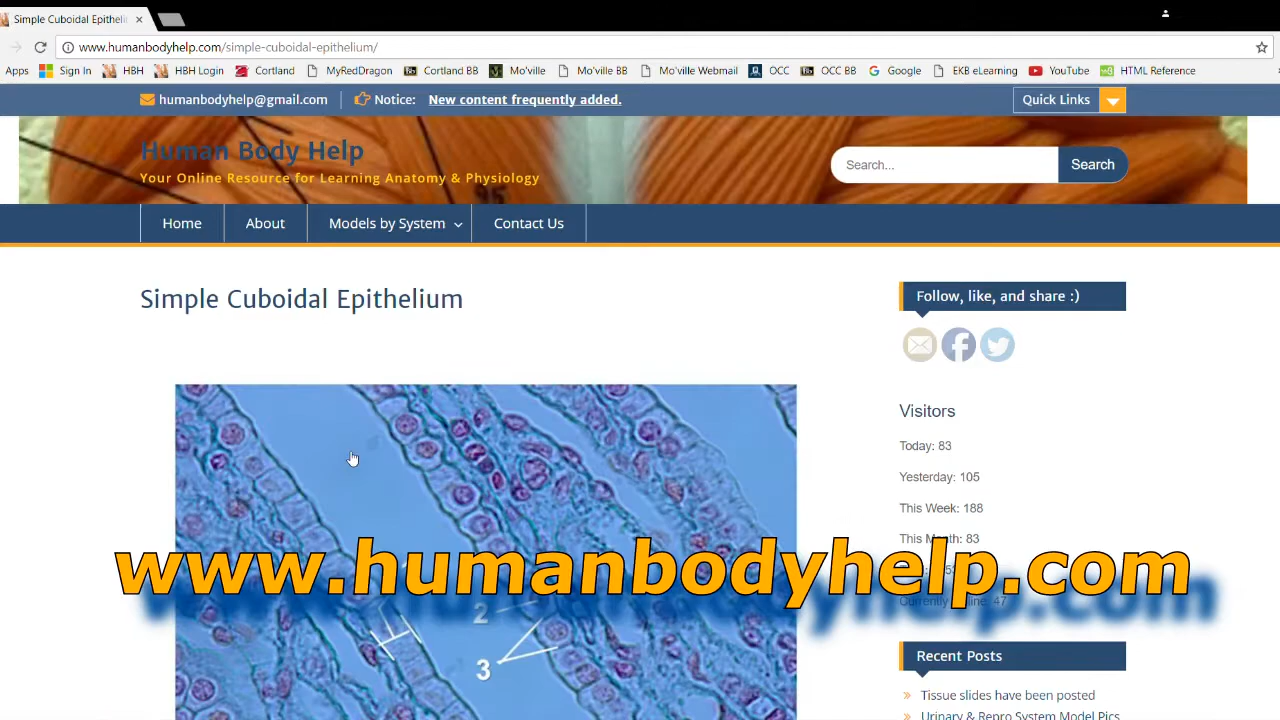 Simple Cuboidal Epitheli
www.humanbodyhelp.com/simple-cuboidal-epithelium/
Apps Sign In HBH HBH Login Cortland MyRedDragon Cortland BB Mo'ville Mo'ville BB Mo'ville Webmail OCC OCC BB Google EKB eLearning YouTube HTML Reference
humanbodyhelp@gmail.com Notice: New content frequently added. Quick Links
Human Body Help
Your Online Resource for Learning Anatomy & Physiology
Search... Search
Home About Models by System Contact Us
Simple Cuboidal Epithelium
Follow, like, and share :)
Visitors
Today: 83
Yesterday: 105
This Week: 188
This Month: 83
www.humanbodyhelp.com
2
3
Recent Posts
Tissue slides have been posted
Urinary & Repro System Model Pics